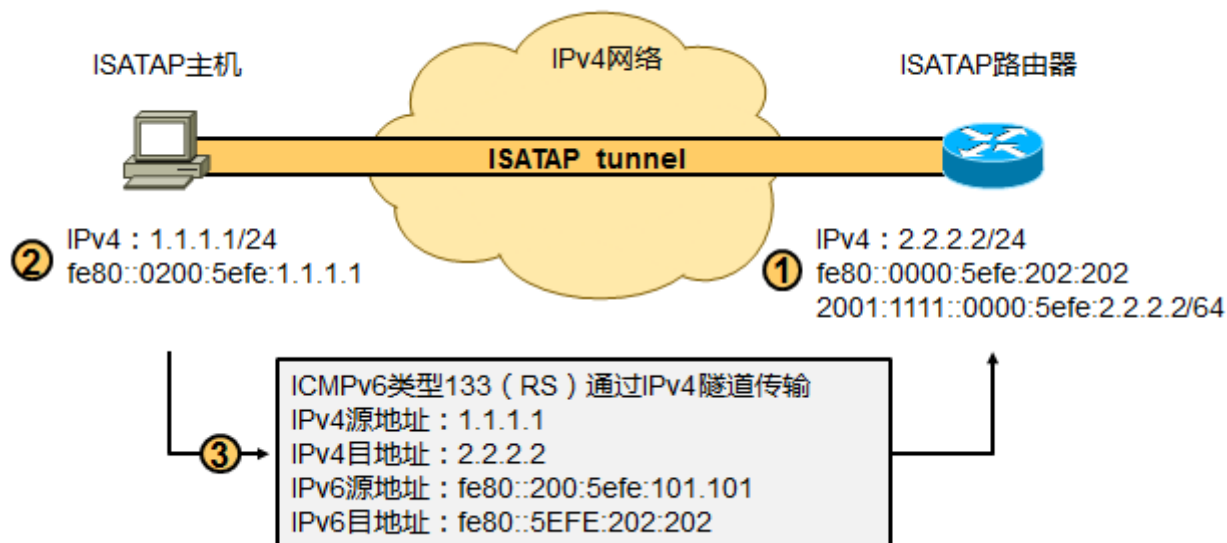 IPv4网络
ISATAP主机
ISATAP路由器
ISATAP tunnel
② IPv4：1.1.1.1/24
fe80::0200:5efe:1.1.1.1
① IPv4：2.2.2.2/24
fe80::0000:5efe:202:202
2001:1111::0000:5efe:2.2.2.2/64
③
ICMPv6类型133（RS）通过IPv4隧道传输
IPv4源地址：1.1.1.1
IPv4目地址：2.2.2.2
IPv6源地址：fe80::200:5efe:101.101
IPv6目地址：fe80::5EFE:202:202